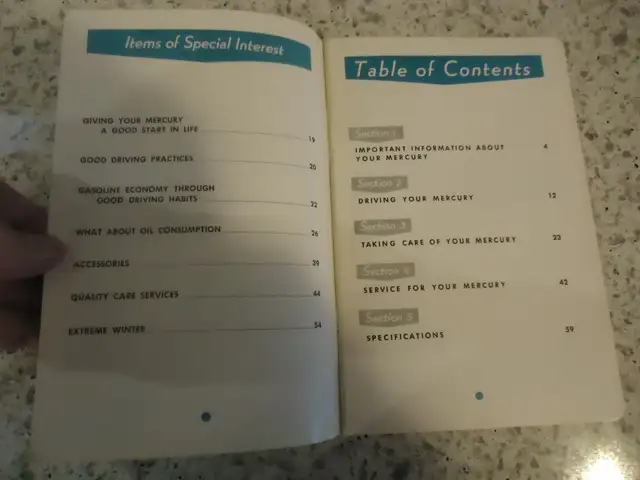 Items of Special Interest
GIVING YOUR MERCURY
A GOOD START IN LIFE 19
GOOD DRIVING PRACTICES 20
GASOLINE ECONOMY THROUGH
GOOD DRIVING HABITS 22
WHAT ABOUT OIL CONSUMPTION 26
ACCESSORIES 39
QUALITY CARE SERVICES 44
EXTREME WINTER 54
Table of Contents
Section 1
IMPORTANT INFORMATION ABOUT 4
YOUR MERCURY
Section 2
DRIVING YOUR MERCURY 12
Section 3
TAKING CARE OF YOUR MERCURY 23
Section 4
SERVICE FOR YOUR MERCURY 42
Section 5
SPECIFICATIONS 59